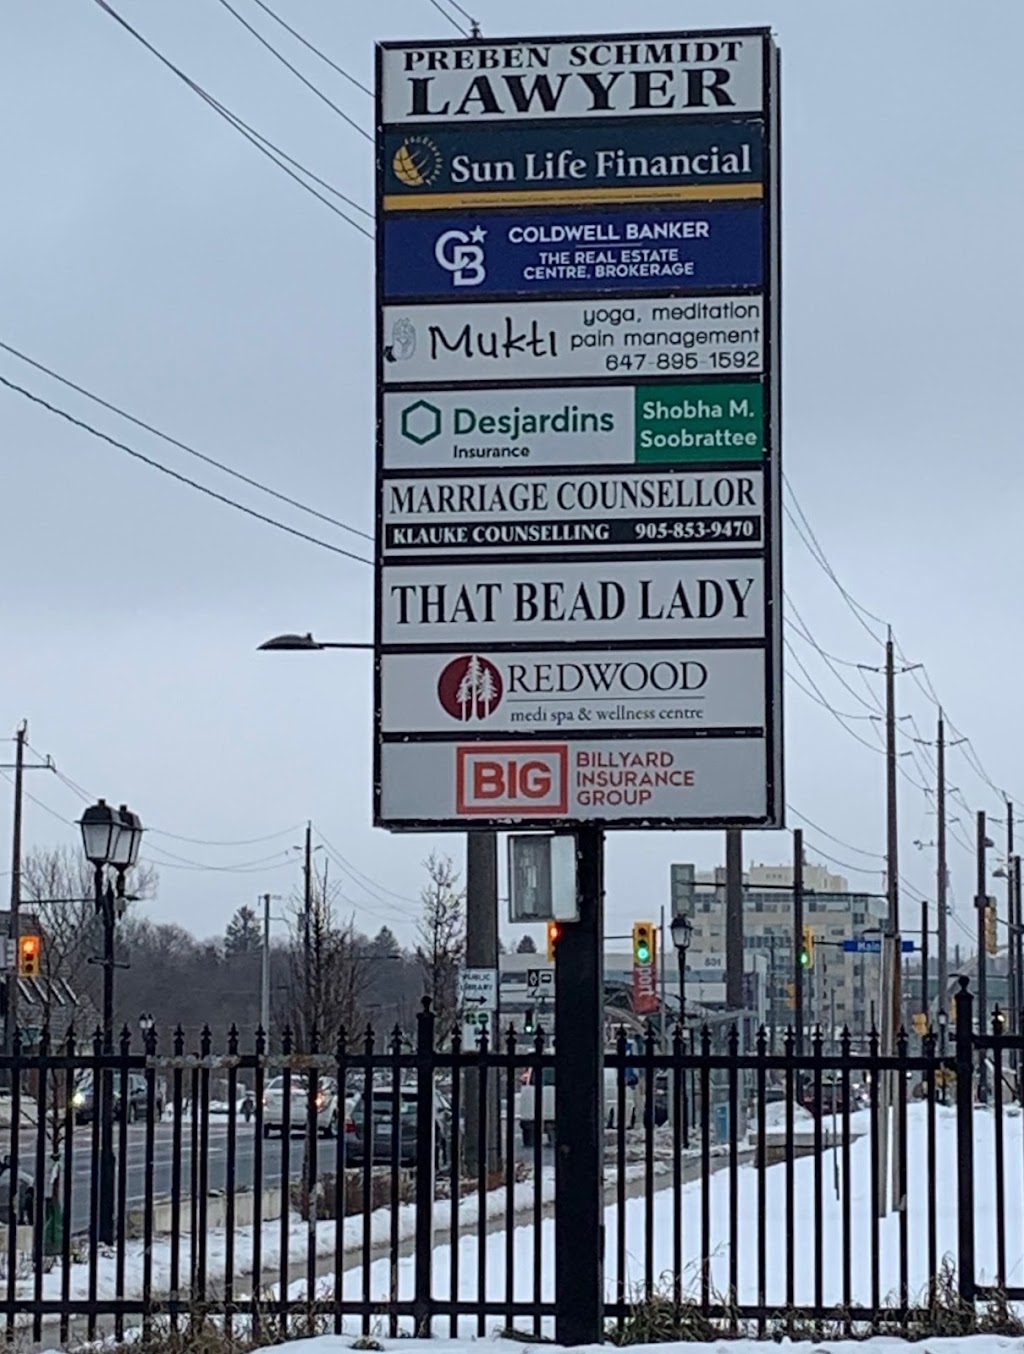 PREBEN SCHMIDT
LAWYER
Sun Life Financial
CB
COLDWELL BANKER
THE REAL ESTATE
CENTRE, BROKERAGE
Mukti
yoga, meditation
pain management
647-895-1592
Desjardins
Insurance
Shobha M.
Soobrattee
MARRIAGE COUNSELLOR
KLAUKE COUNSELLING 905-853-9470
THAT BEAD LADY
REDWOOD
medi spa & wellness centre
BIG
BILLYARD
INSURANCE
GROUP
PUBLIC
LIBRARY
Main